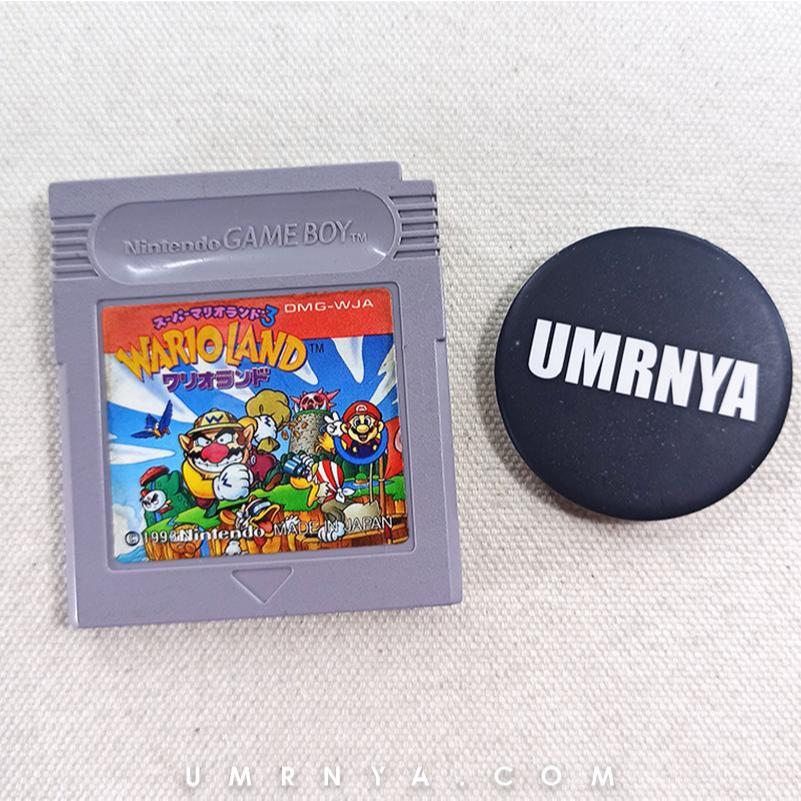 Nintendo GAME BOY TM
スーパーマリオランド3
DMG-WJA
WARIO LAND TM
ワリオランド
©1993 Nintendo MADE IN JAPAN
UMRNYA
UMRNYA.COM